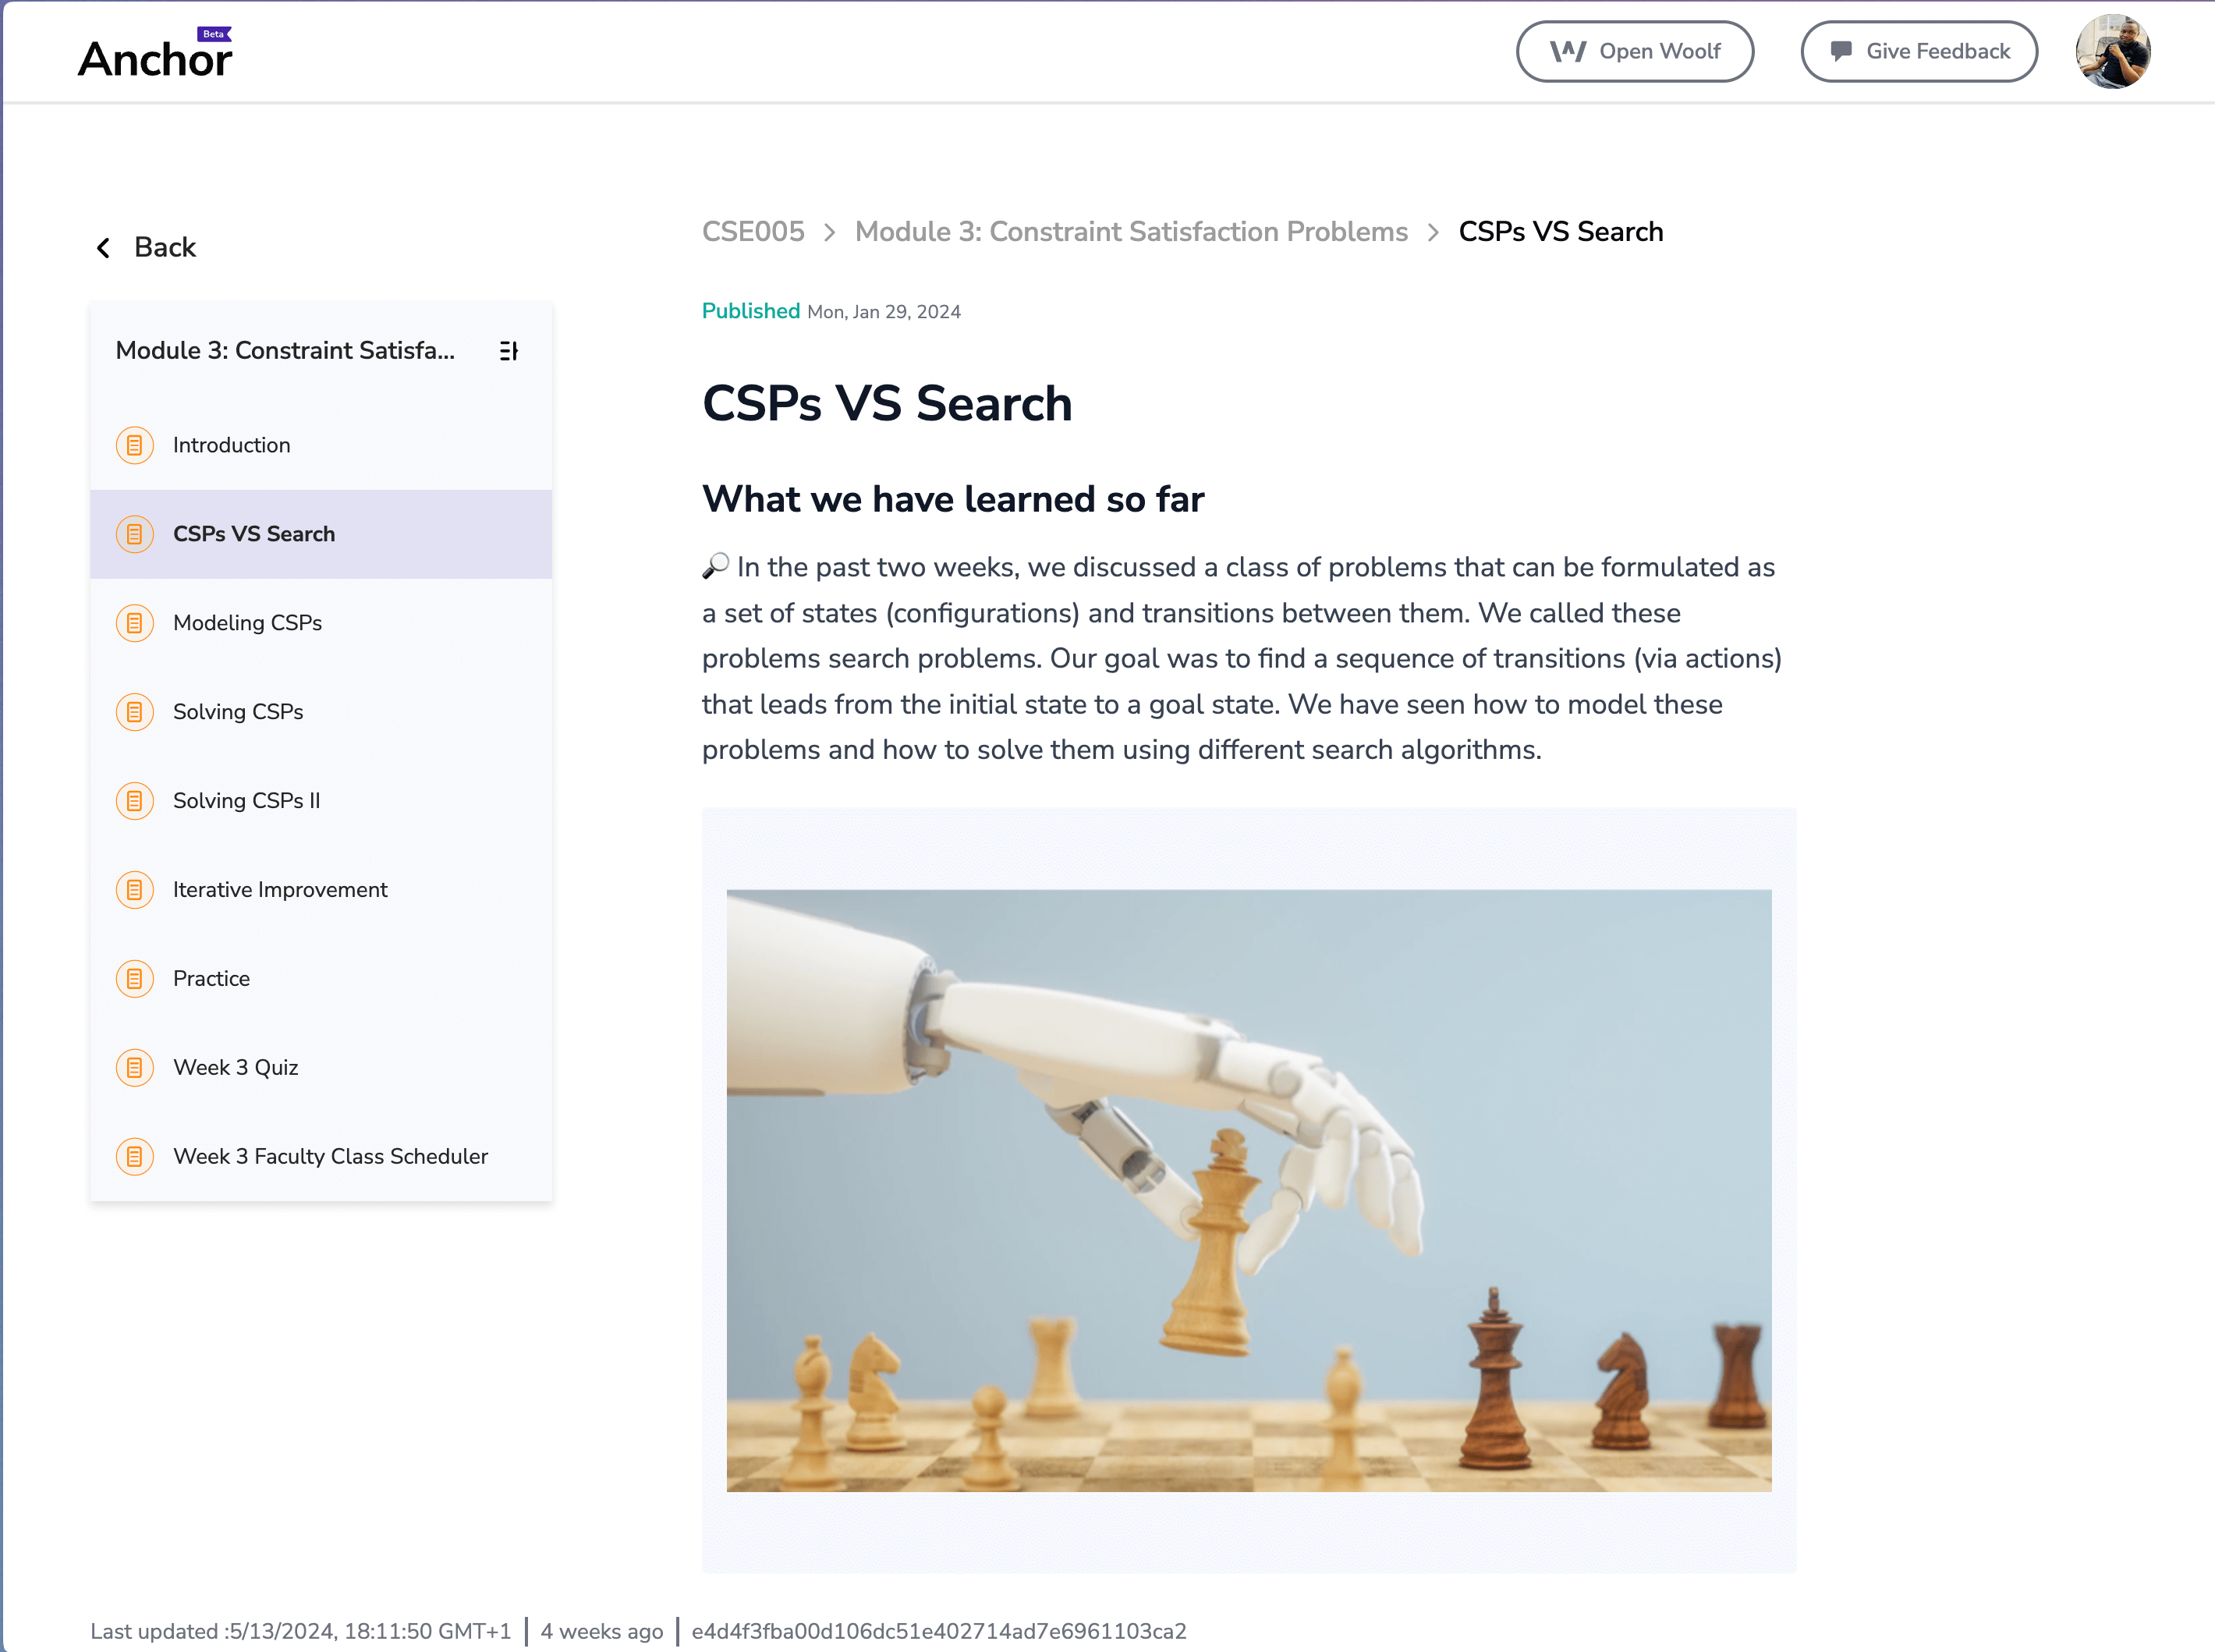 Anchor
Beta
Open Woolf
Give Feedback
Back
Module 3: Constraint Satisfa...
Introduction
CSPs VS Search
Modeling CSPs
Solving CSPs
Solving CSPs II
Iterative Improvement
Practice
Week 3 Quiz
Week 3 Faculty Class Scheduler
CSE005 > Module 3: Constraint Satisfaction Problems > CSPs VS Search
Published Mon, Jan 29, 2024
CSPs VS Search
What we have learned so far
🔎 In the past two weeks, we discussed a class of problems that can be formulated as
a set of states (configurations) and transitions between them. We called these
problems search problems. Our goal was to find a sequence of transitions (via actions)
that leads from the initial state to a goal state. We have seen how to model these
problems and how to solve them using different search algorithms.
Last updated :5/13/2024, 18:11:50 GMT+1 | 4 weeks ago | e4d4f3fba00d106dc51e402714ad7e6961103ca2